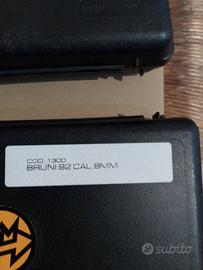 COD. 1300
BRUNI 92 CAL.8MM
subito